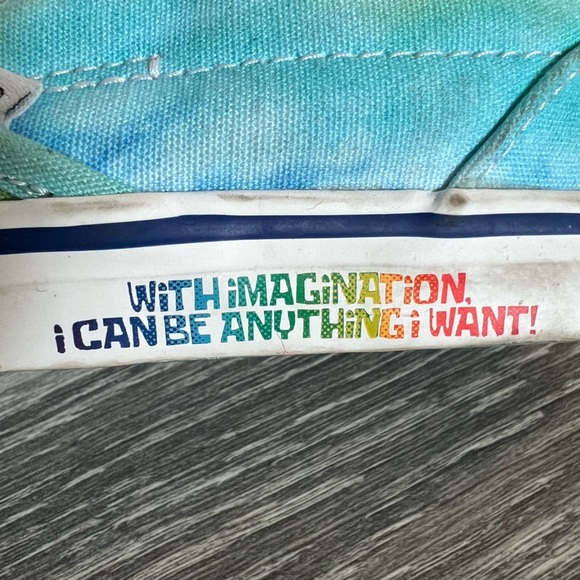 WiTH iMAGiNATiON,
i CAN BE ANYTHiNG i WANT!